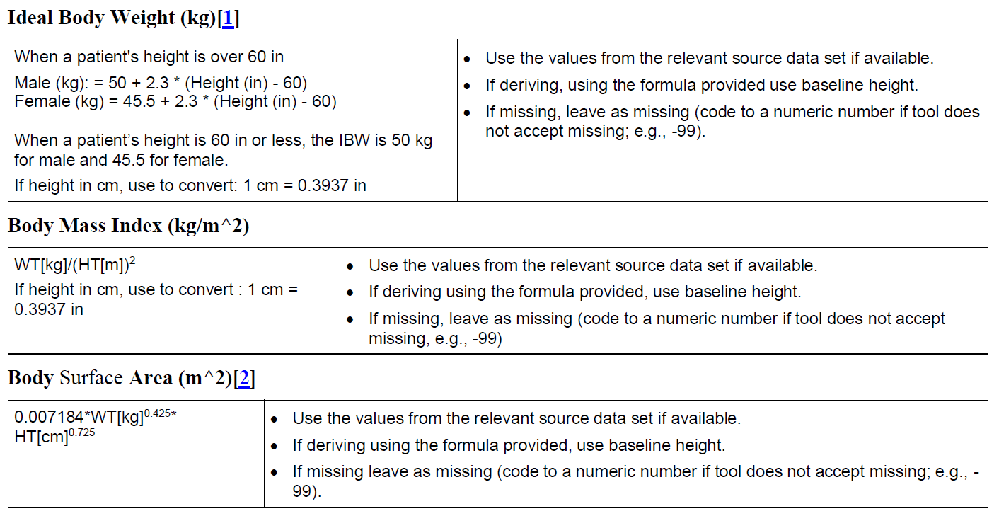 Ideal Body Weight (kg)[1]
When a patient's height is over 60 in
Male (kg): = 50 + 2.3 * (Height (in) - 60)
Female (kg) = 45.5 + 2.3 * (Height (in) - 60)
When a patient’s height is 60 in or less, the IBW is 50 kg
for male and 45.5 for female.
If height in cm, use to convert: 1 cm = 0.3937 in
• Use the values from the relevant source data set if available.
• If deriving, using the formula provided use baseline height.
• If missing, leave as missing (code to a numeric number if tool does
not accept missing; e.g., -99).
Body Mass Index (kg/m^2)
WT[kg]/(HT[m])²
If height in cm, use to convert : 1 cm =
0.3937 in
• Use the values from the relevant source data set if available.
• If deriving using the formula provided, use baseline height.
• If missing, leave as missing (code to a numeric number if tool does not accept
missing, e.g., -99)
Body Surface Area (m^2)[2]
0.007184*WT[kg]⁰·⁴²⁵*
HT[cm]⁰·⁷²⁵
• Use the values from the relevant source data set if available.
• If deriving using the formula provided, use baseline height.
• If missing leave as missing (code to a numeric number if tool does not accept missing; e.g., -
99).